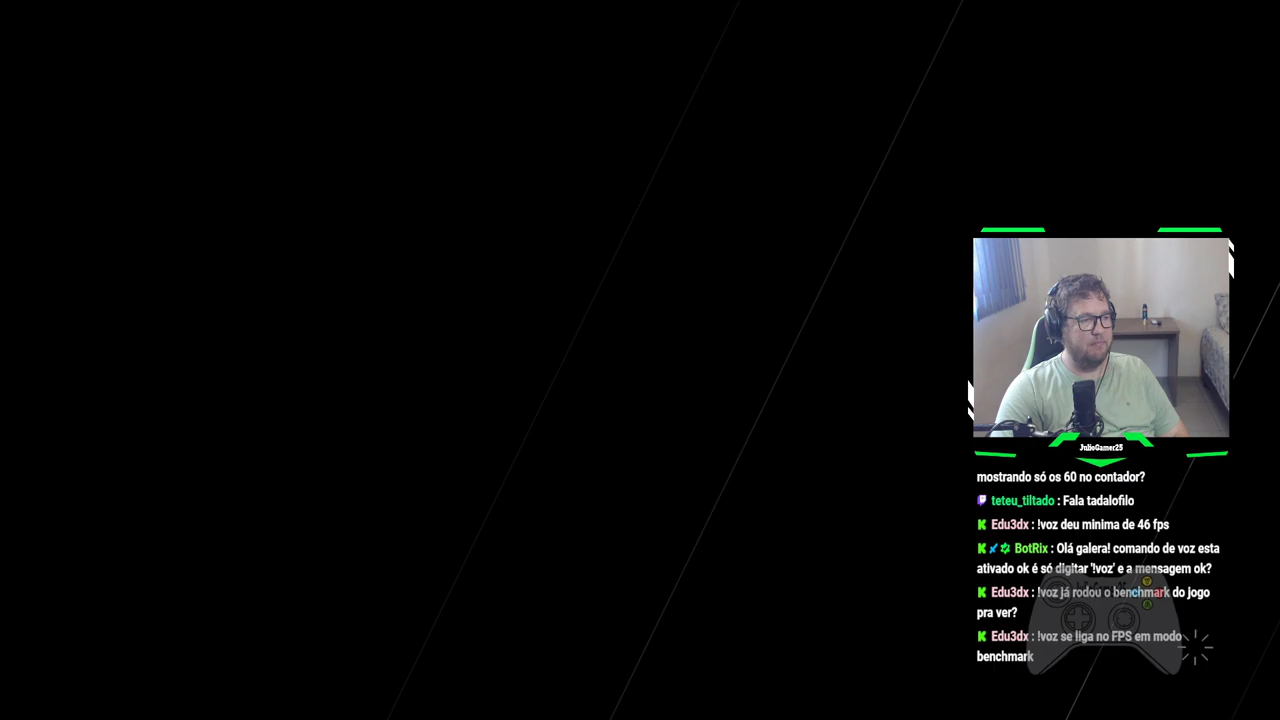 JulioGamer25
mostrando só os 60 no contador?
teteu_tiltado : Fala tadalofilo
Edu3dx : !voz deu minima de 46 fps
BotRix : Olá galera! comando de voz esta
ativado ok é só digitar '!voz' e a mensagem ok?
Edu3dx : !voz já rodou o benchmark do jogo
pra ver?
Edu3dx : !voz se liga no FPS em modo
benchmark